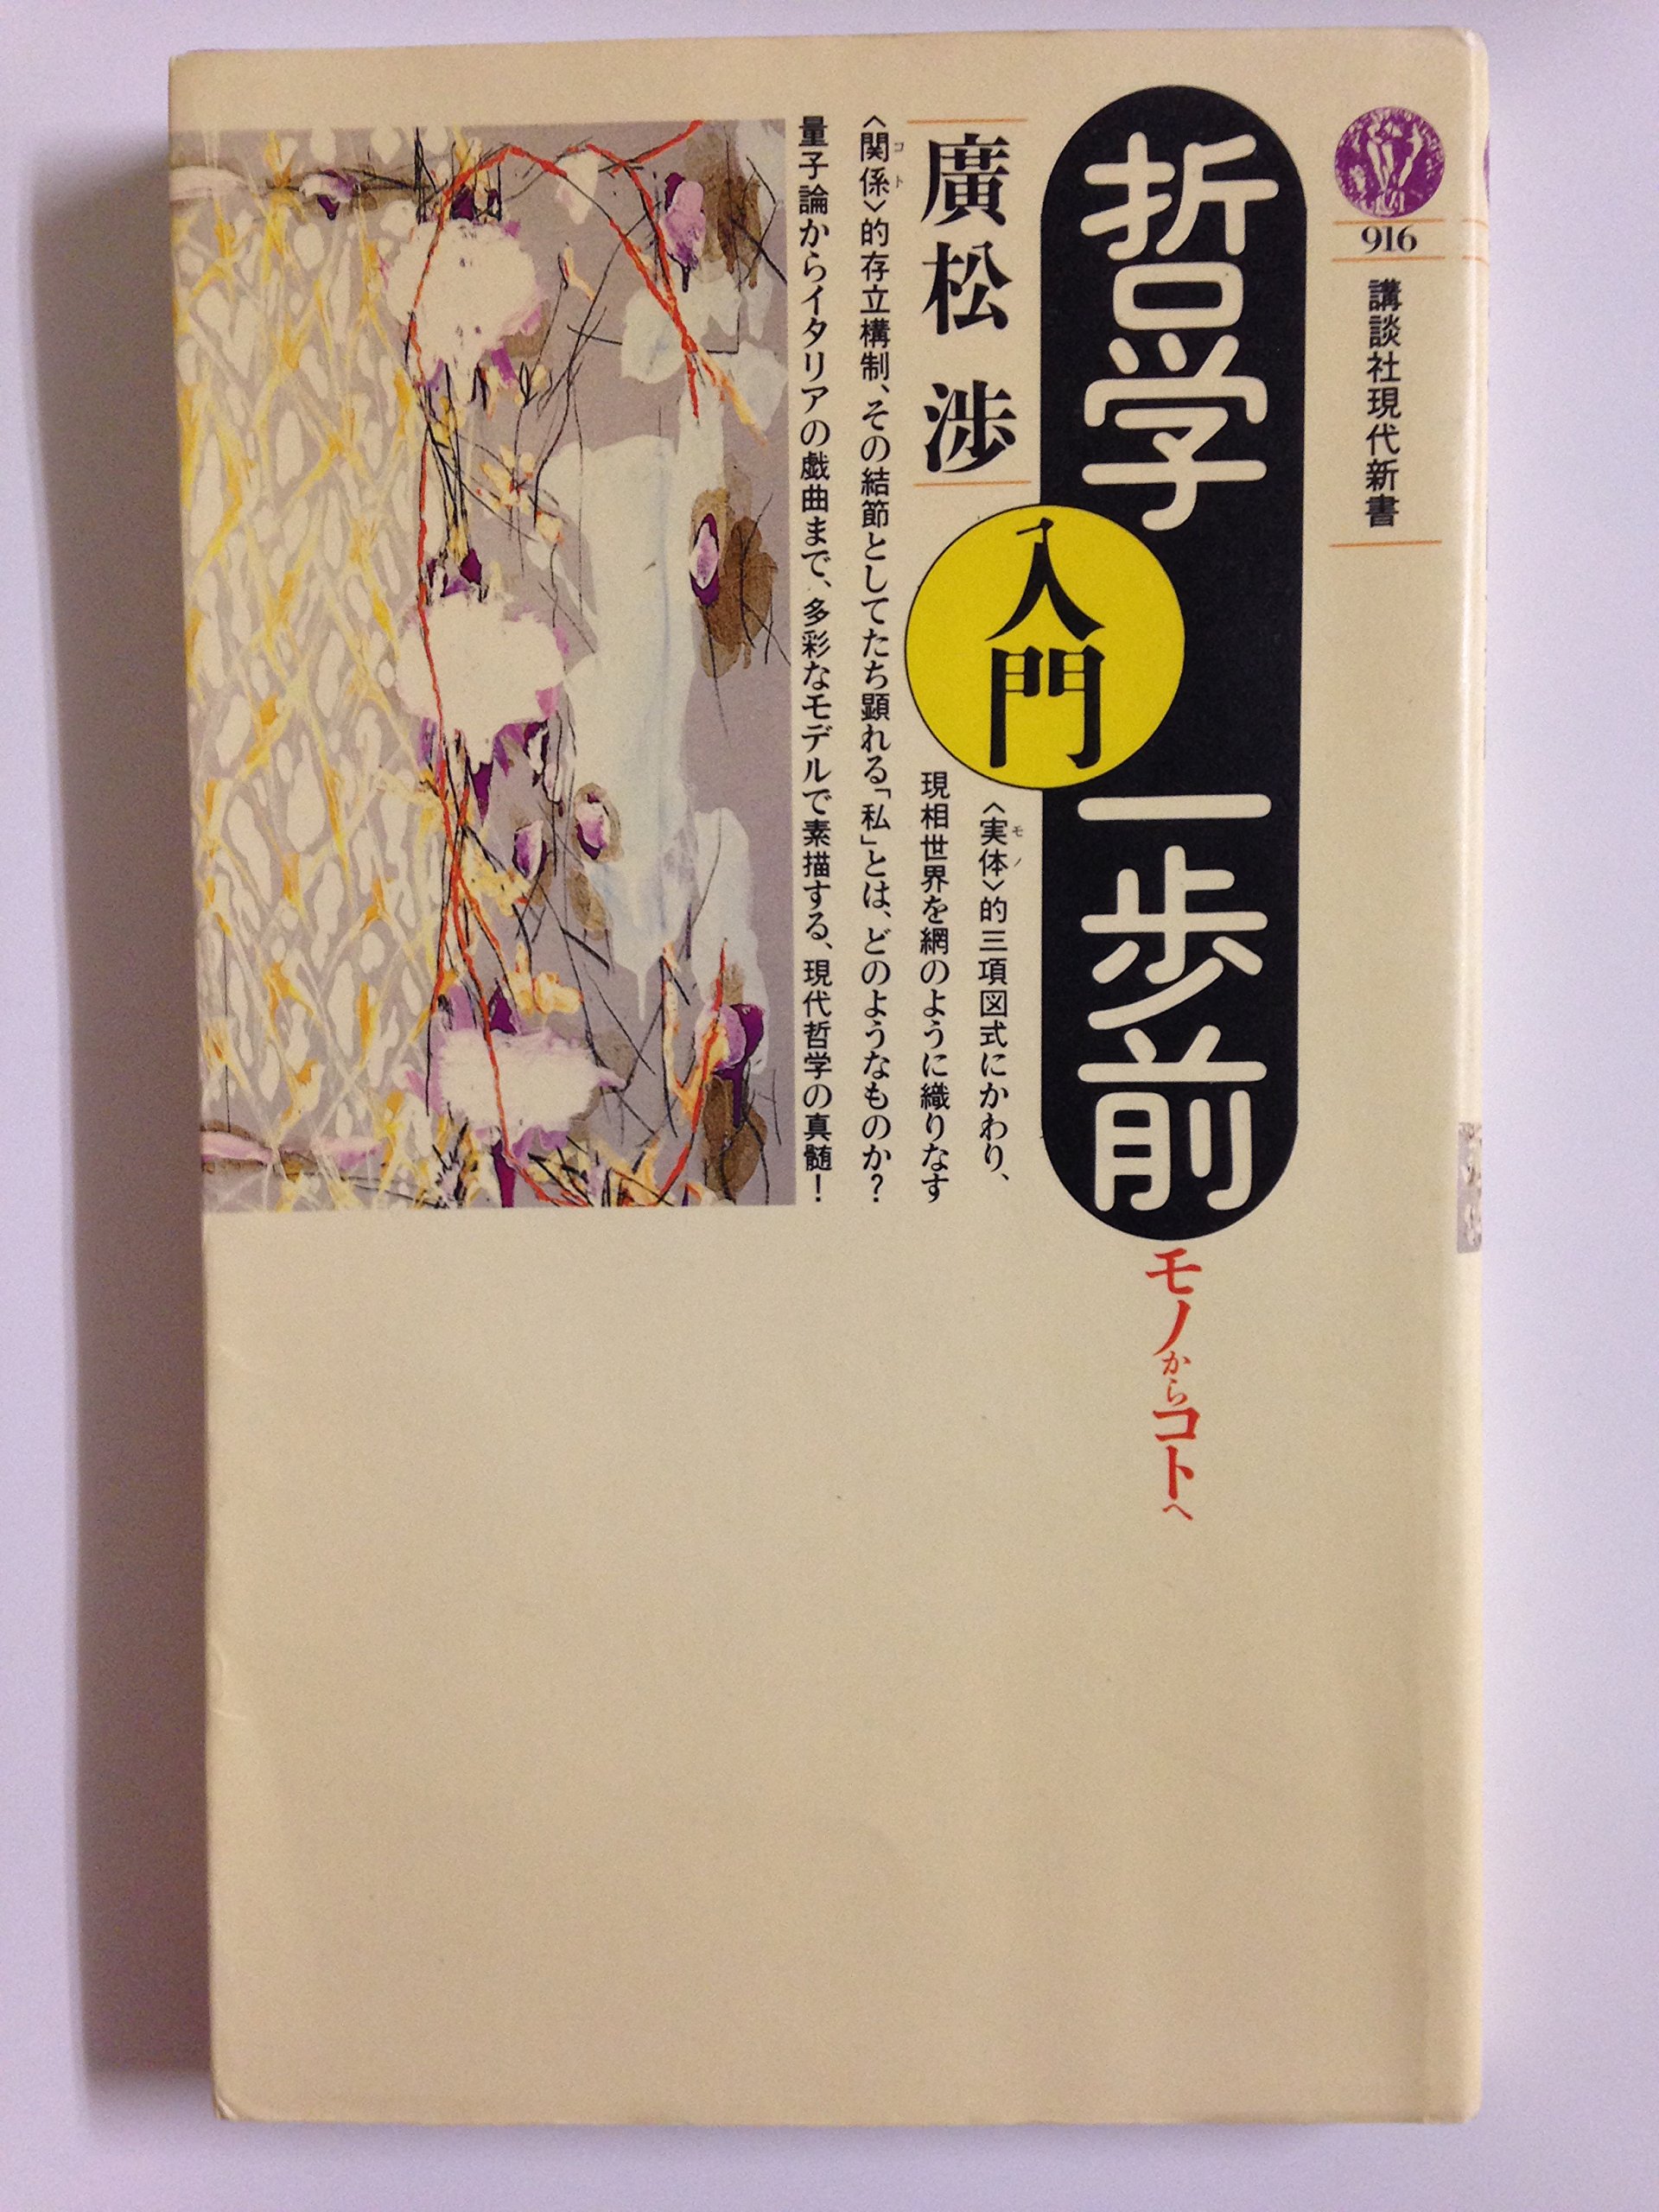 916
講談社現代新書
哲学入門一歩前
モノからコトへ
廣松 渉
〈実体〉的三項図式にかわり、
モノ
現相世界を網のように織りなす
〈関係〉的存立構制、その結節としてたち顕れる「私」とは、どのようなものか?
コト
量子論からイタリアの戯曲まで、多彩なモデルで素描する、現代哲学の真髄!